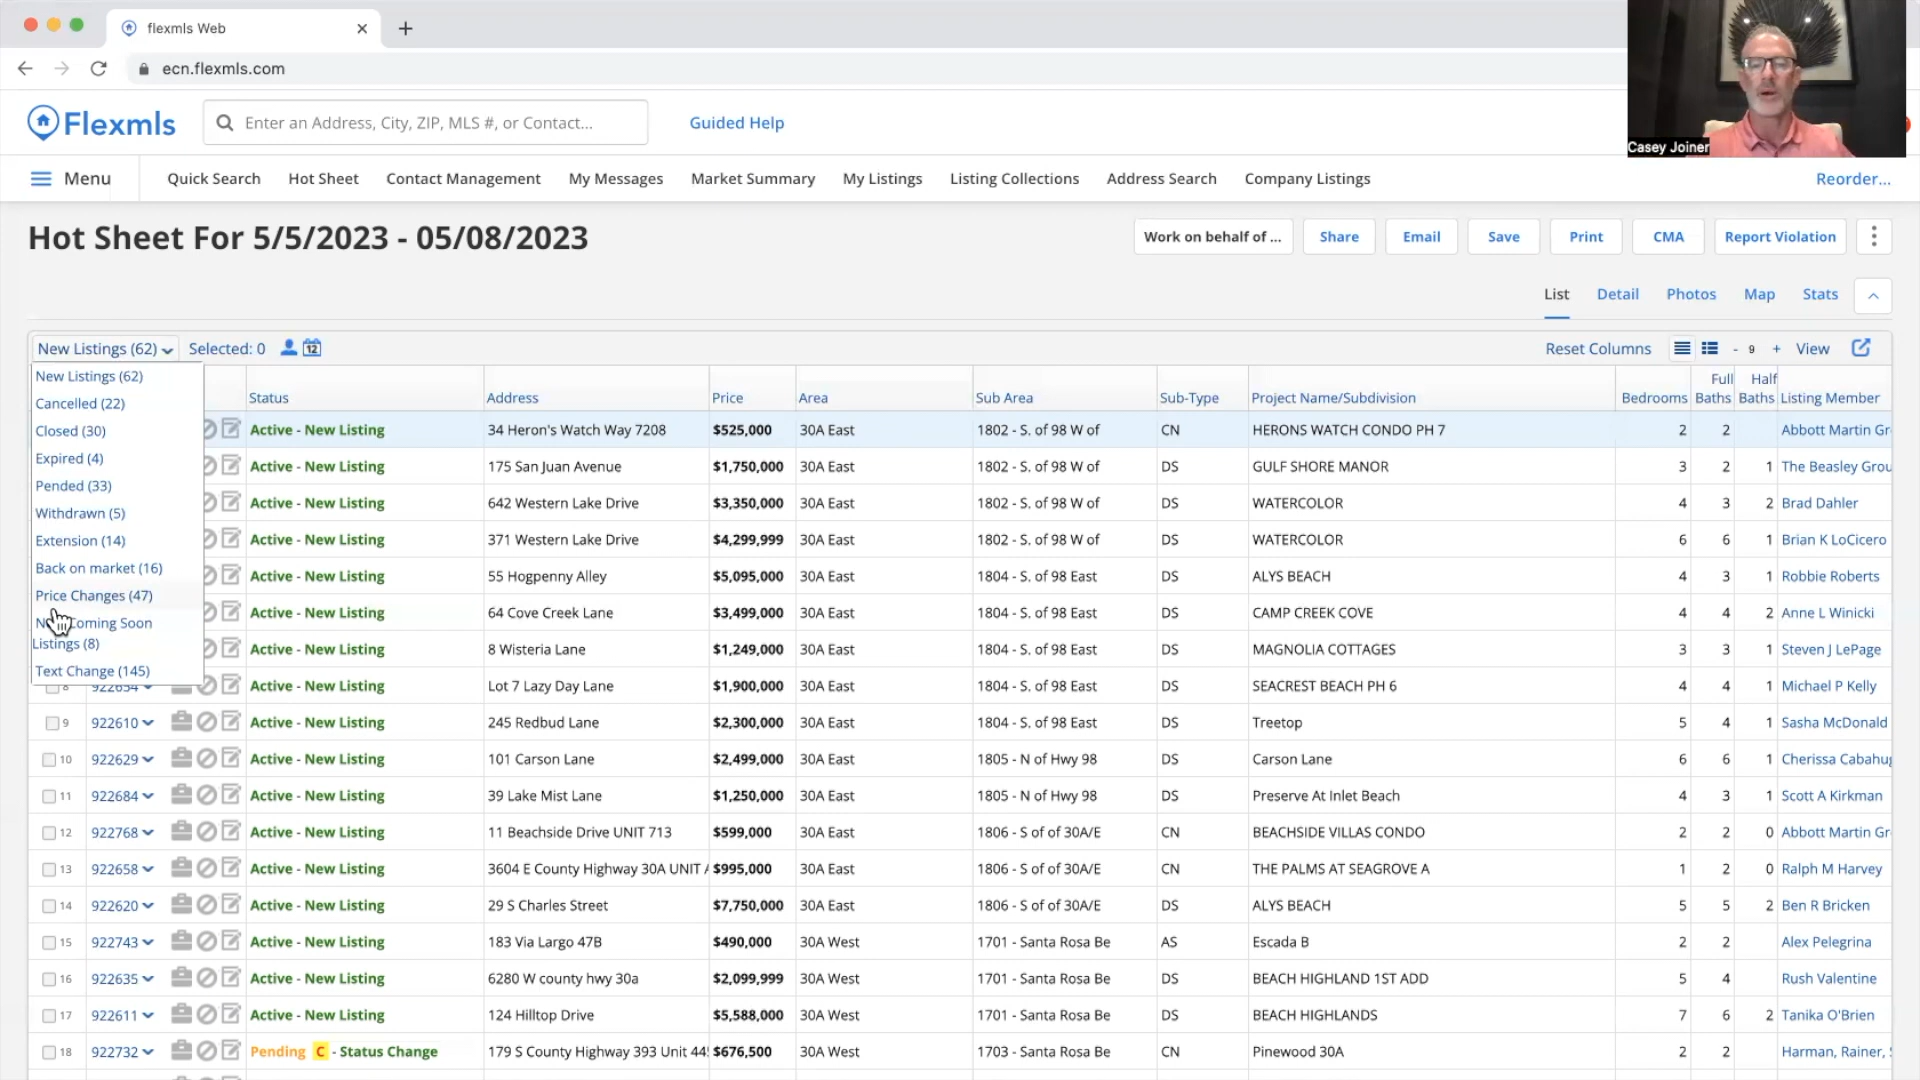 flexmls Web
ecn.flexmls.com
Casey Joiner
Flexmls
Enter an Address, City, ZIP, MLS #, or Contact...
Guided Help
Menu
Quick Search
Hot Sheet
Contact Management
My Messages
Market Summary
My Listings
Listing Collections
Address Search
Company Listings
Reorder...
Hot Sheet For 5/5/2023 - 05/08/2023
Work on behalf of ...
Share
Email
Save
Print
CMA
Report Violation
List
Detail
Photos
Map
Stats
New Listings (62)
Selected: 0
12
Reset Columns
- 9 +
View
New Listings (62)
Cancelled (22)
Closed (30)
Expired (4)
Pended (33)
Withdrawn (5)
Extension (14)
Back on market (16)
Price Changes (47)
Coming Soon
Listings (8)
Text Change (145)
Status Address Price Area Sub Area Sub-Type Project Name/Subdivision Bedrooms Full Baths Half Baths Listing Member
Active - New Listing 34 Heron's Watch Way 7208 $525,000 30A East 1802 - S. of 98 W of CN HERONS WATCH CONDO PH 7 2 2 Abbott Martin Gr
Active - New Listing 175 San Juan Avenue $1,750,000 30A East 1802 - S. of 98 W of DS GULF SHORE MANOR 3 2 1 The Beasley Grou
Active - New Listing 642 Western Lake Drive $3,350,000 30A East 1802 - S. of 98 W of DS WATERCOLOR 4 3 2 Brad Dahler
Active - New Listing 371 Western Lake Drive $4,299,999 30A East 1802 - S. of 98 W of DS WATERCOLOR 6 6 1 Brian K LoCicero
Active - New Listing 55 Hogpenny Alley $5,095,000 30A East 1804 - S. of 98 East DS ALYS BEACH 4 3 1 Robbie Roberts
Active - New Listing 64 Cove Creek Lane $3,499,000 30A East 1804 - S. of 98 East DS CAMP CREEK COVE 4 4 2 Anne L Winicki
Active - New Listing 8 Wisteria Lane $1,249,000 30A East 1804 - S. of 98 East DS MAGNOLIA COTTAGES 3 3 1 Steven J LePage
8 922654 Active - New Listing Lot 7 Lazy Day Lane $1,900,000 30A East 1804 - S. of 98 East DS SEACREST BEACH PH 6 4 4 1 Michael P Kelly
9 922610 Active - New Listing 245 Redbud Lane $2,300,000 30A East 1804 - S. of 98 East DS Treetop 5 4 1 Sasha McDonald
10 922629 Active - New Listing 101 Carson Lane $2,499,000 30A East 1805 - N of Hwy 98 DS Carson Lane 6 6 1 Cherissa Cabahug
11 922684 Active - New Listing 39 Lake Mist Lane $1,250,000 30A East 1805 - N of Hwy 98 DS Preserve At Inlet Beach 4 3 1 Scott A Kirkman
12 922768 Active - New Listing 11 Beachside Drive UNIT 713 $599,000 30A East 1806 - S of of 30A/E CN BEACHSIDE VILLAS CONDO 2 2 0 Abbott Martin Gr
13 922658 Active - New Listing 3604 E County Highway 30A UNIT $995,000 30A East 1806 - S of of 30A/E CN THE PALMS AT SEAGROVE A 1 2 0 Ralph M Harvey
14 922620 Active - New Listing 29 S Charles Street $7,750,000 30A East 1806 - S of of 30A/E DS ALYS BEACH 5 5 2 Ben R Bricken
15 922743 Active - New Listing 183 Via Largo 47B $490,000 30A West 1701 - Santa Rosa Be AS Escada B 2 2 Alex Pelegrina
16 922635 Active - New Listing 6280 W county hwy 30a $2,099,999 30A West 1701 - Santa Rosa Be DS BEACH HIGHLAND 1ST ADD 5 4 Rush Valentine
17 922611 Active - New Listing 124 Hilltop Drive $5,588,000 30A West 1701 - Santa Rosa Be DS BEACH HIGHLANDS 7 6 2 Tanika O'Brien
18 922732 Pending C - Status Change 179 S County Highway 393 Unit 44 $676,500 30A West 1703 - Santa Rosa Be CN Pinewood 30A 2 2 Harman, Rainer,